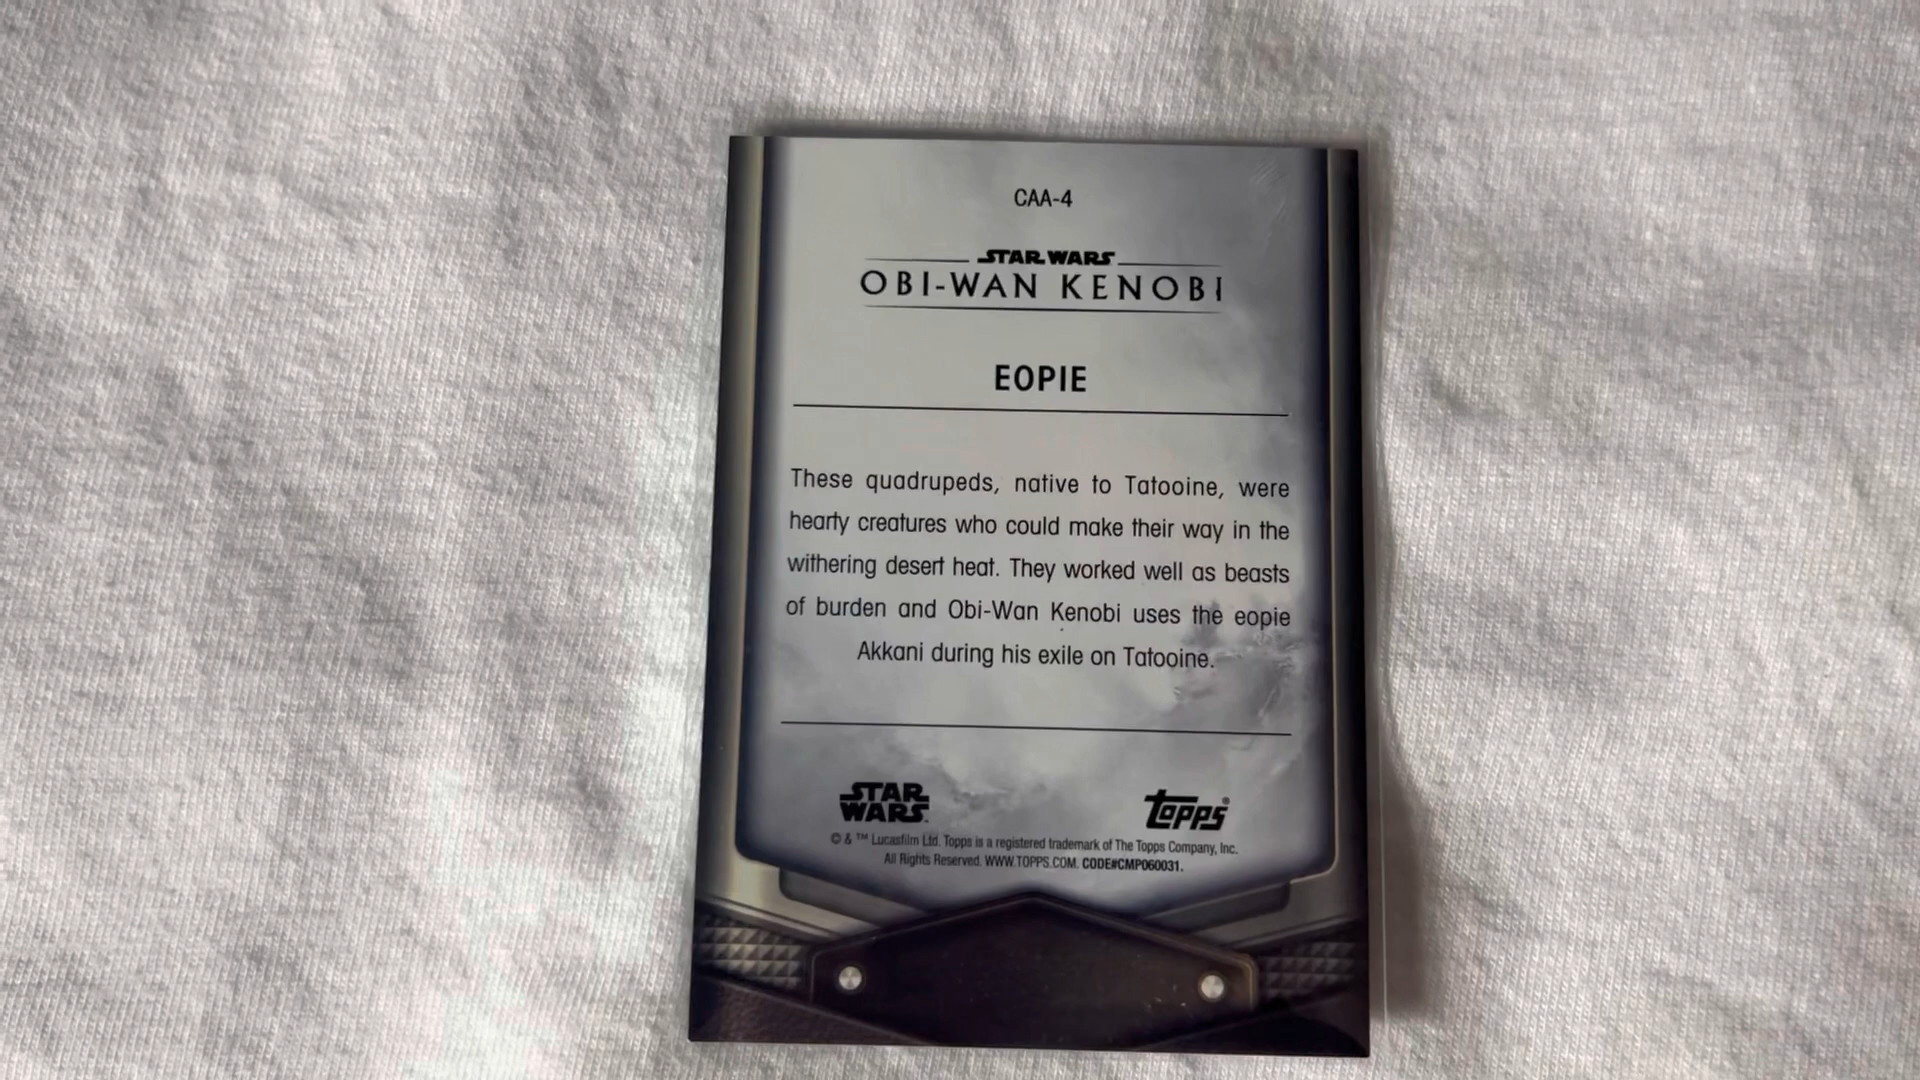 CAA-4
STAR WARS
OBI-WAN KENOBI
EOPIE
These quadrupeds, native to Tatooine, were
hearty creatures who could make their way in the
withering desert heat. They worked well as beasts
of burden and Obi-Wan Kenobi uses the eopie
Akkani during his exile on Tatooine.
STAR
WARS
topps®
© & ™ Lucasfilm Ltd. Topps is a registered trademark of The Topps Company, Inc.
All Rights Reserved. WWW.TOPPS.COM. CODE#CMP060031.